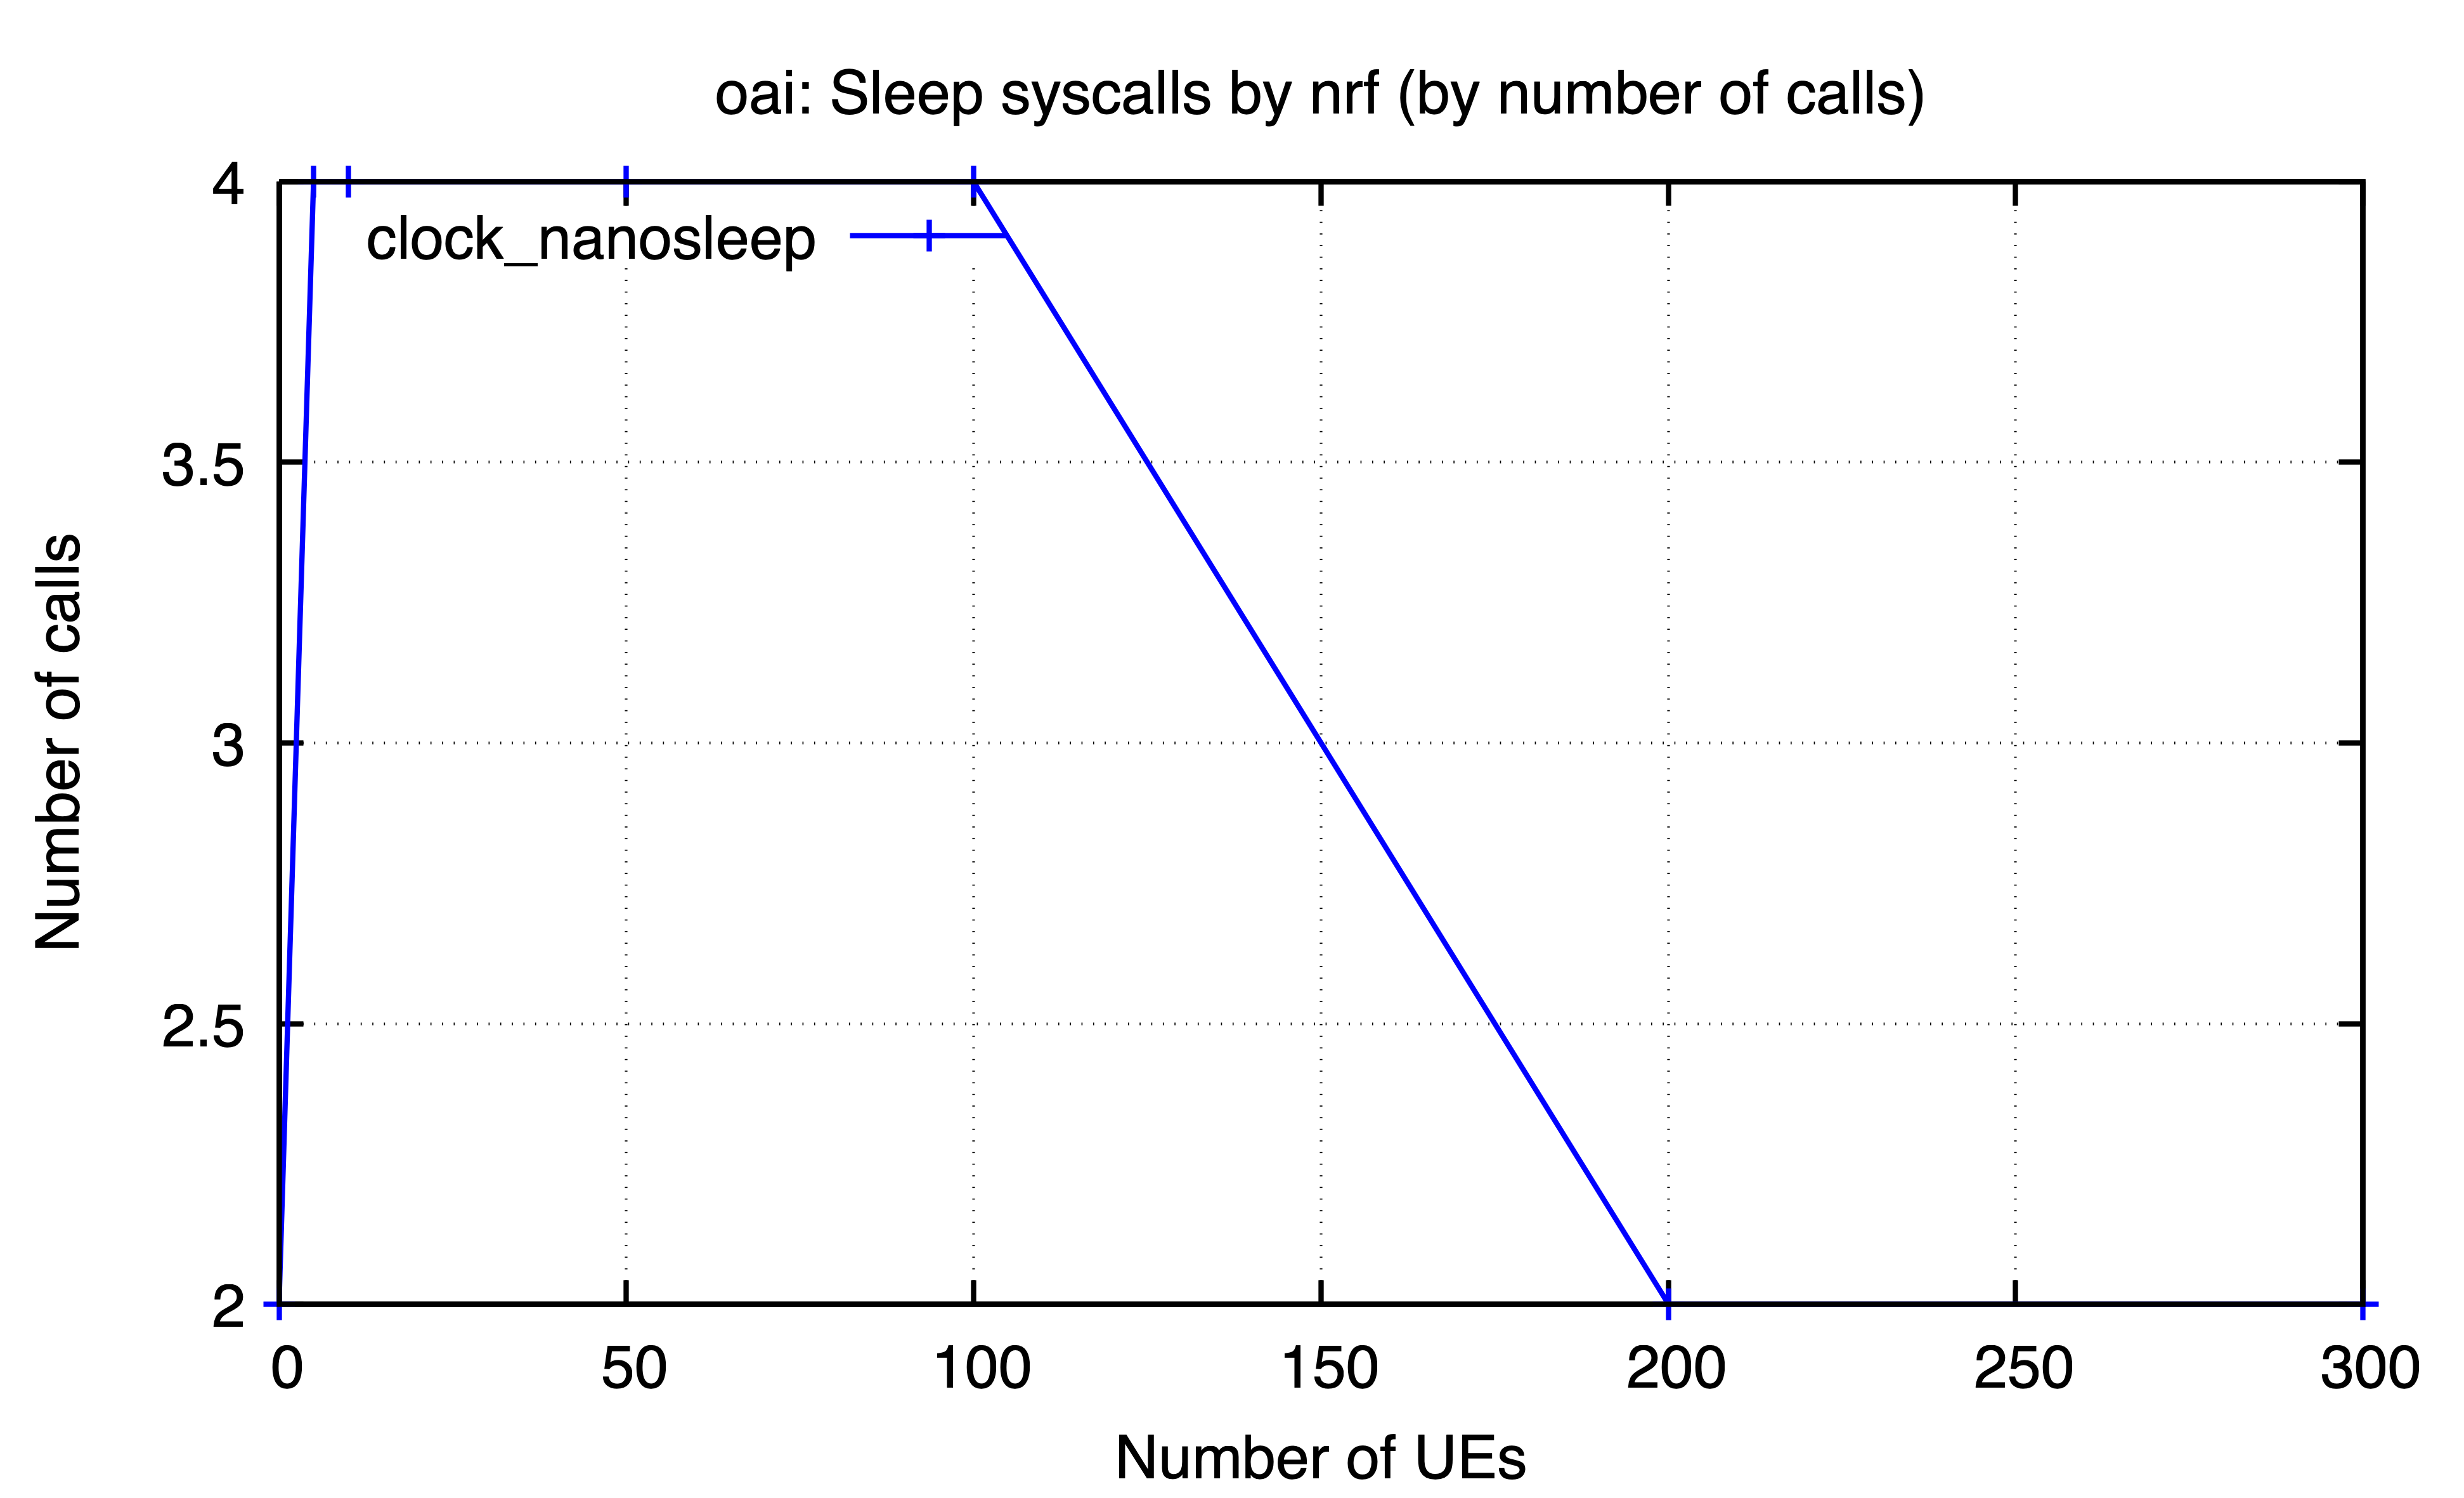 oai: Sleep syscalls by nrf (by number of calls)
clock_nanosleep
Number of calls
4
3.5
3
2.5
2
0 50 100 150 200 250 300
Number of UEs